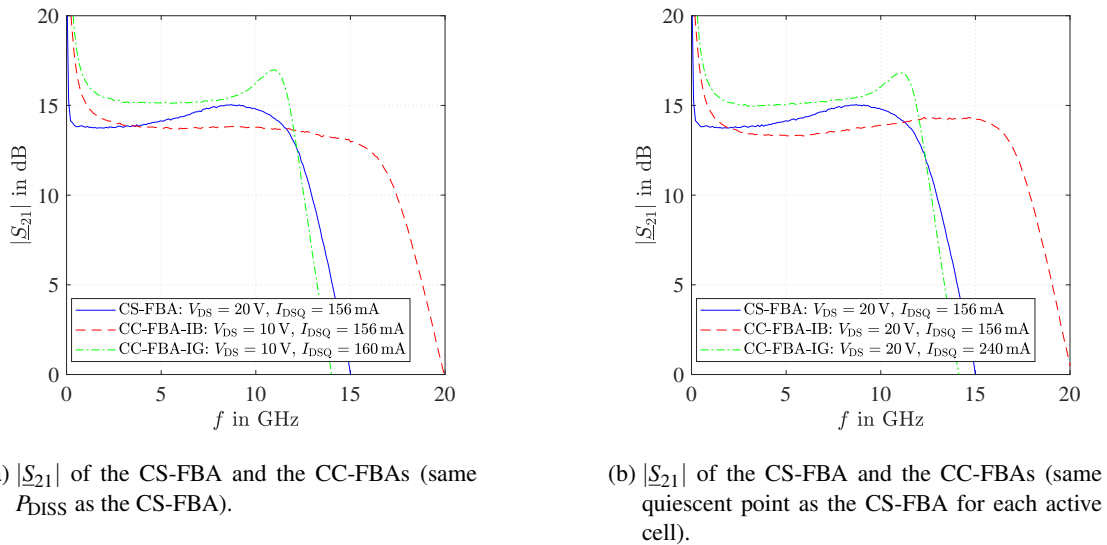 20
15
10
5
0
|S21| in dB
CS-FBA: VDS = 20 V, IDSQ = 156 mA
CC-FBA-IB: VDS = 10 V, IDSQ = 156 mA
CC-FBA-IG: VDS = 10 V, IDSQ = 160 mA
0 5 10 15 20
f in GHz
) |S21| of the CS-FBA and the CC-FBAs (same
PDISS as the CS-FBA).
20
15
10
5
0
|S21| in dB
CS-FBA: VDS = 20 V, IDSQ = 156 mA
CC-FBA-IB: VDS = 20 V, IDSQ = 156 mA
CC-FBA-IG: VDS = 20 V, IDSQ = 240 mA
0 5 10 15 20
f in GHz
(b) |S21| of the CS-FBA and the CC-FBAs (same
quiescent point as the CS-FBA for each active
cell).